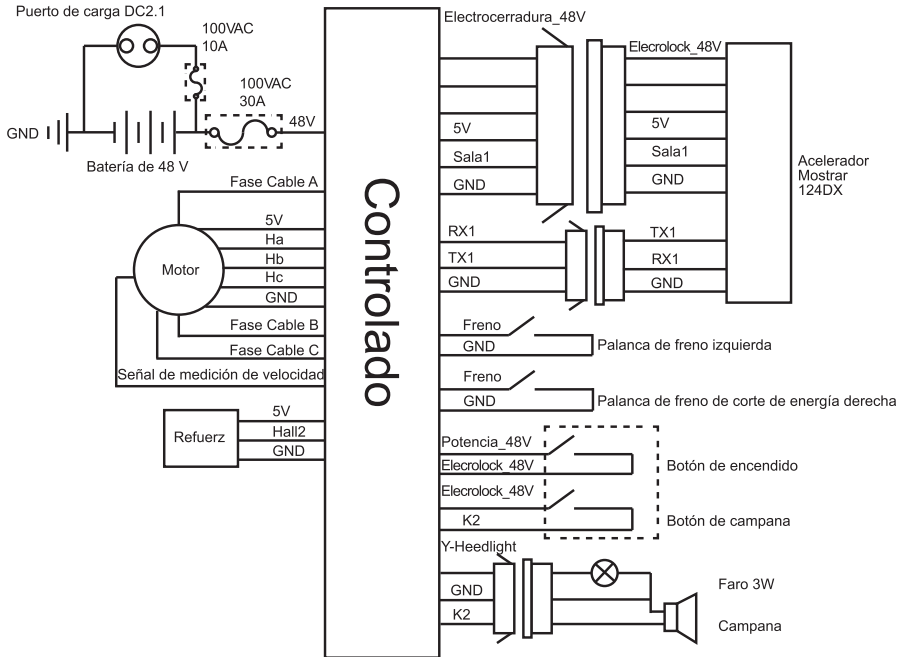 Puerto de carga DC2.1
100VAC
10A
100VAC
30A
GND
48V
Batería de 48 V
Fase Cable A
5V
Ha
Hb
Hc
GND
Motor
Fase Cable B
Fase Cable C
Señal de medición de velocidad
5V
Hall2
GND
Refuerz
Controlado
Electrocerradura_48V
5V
Sala1
GND
Elecrolock_48V
5V
Sala1
GND
Acelerador
Mostrar
124DX
RX1
TX1
GND
TX1
RX1
GND
Freno
GND
Palanca de freno izquierda
Freno
GND
Palanca de freno de corte de energía derecha
Potencia_48V
Elecrolock_48V
Botón de encendido
Elecrolock_48V
K2
Botón de campana
Y-Heedlight
GND
K2
Faro 3W
Campana